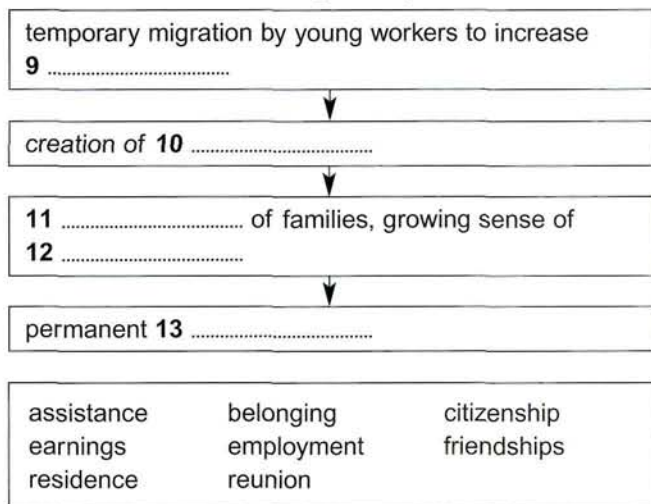 temporary migration by young workers to increase
9 ..................................
creation of 10 ..................................
11 .................................. of families, growing sense of
12 ..................................
permanent 13 ..................................
assistance belonging citizenship
earnings employment friendships
residence reunion